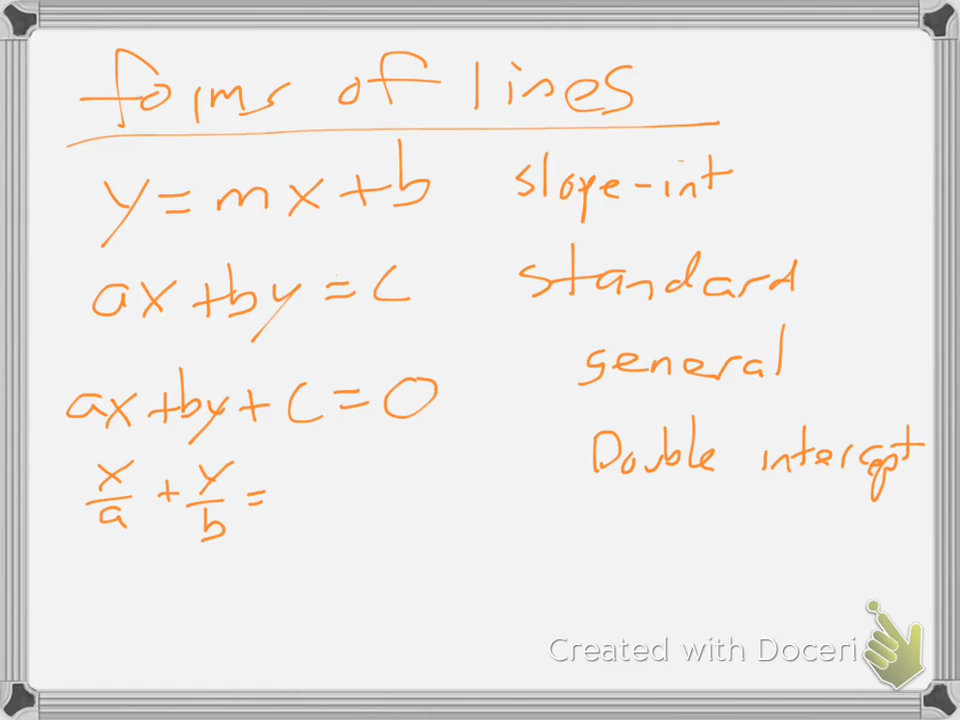 forms of lines
y = mx + b slope-int
ax + by = c standard
ax + by + c = 0 general
x/a + y/b = Double intercept
Created with Doceri